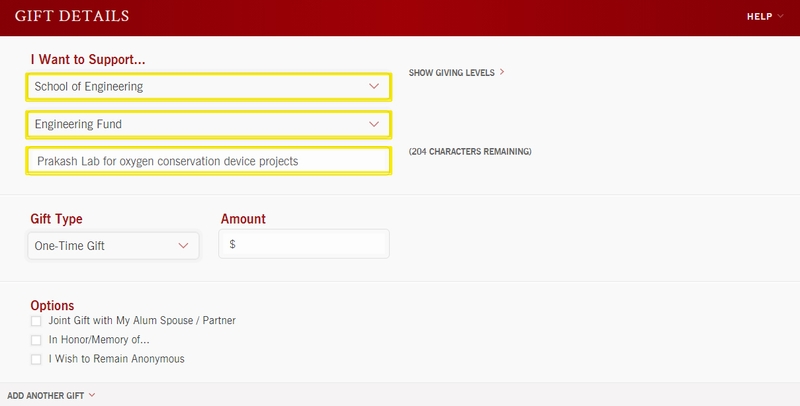 GIFT DETAILS
HELP
I Want to Support...
School of Engineering
SHOW GIVING LEVELS
Engineering Fund
Prakash Lab for oxygen conservation device projects
(204 CHARACTERS REMAINING)
Gift Type
Amount
One-Time Gift
$
Options
Joint Gift with My Alum Spouse / Partner
In Honor/Memory of...
I Wish to Remain Anonymous
ADD ANOTHER GIFT